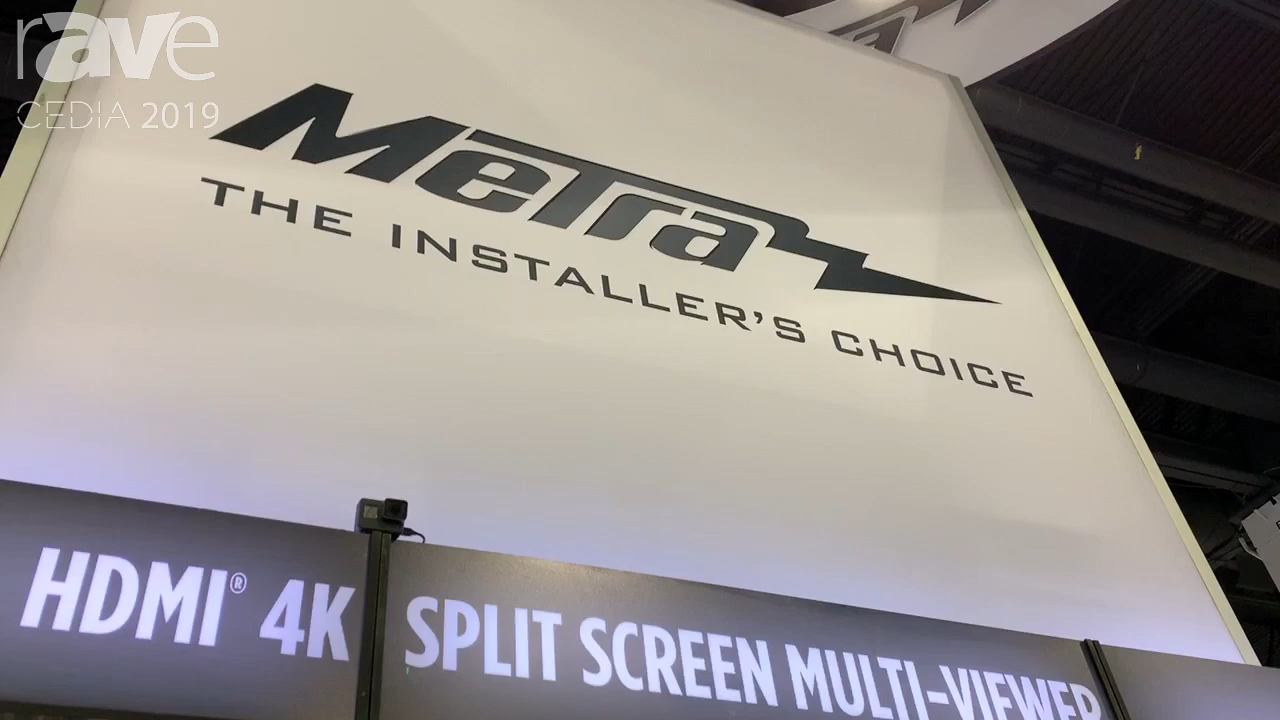 rave
CEDIA 2019
MeTra
THE INSTALLER'S CHOICE
HDMI® 4K SPLIT SCREEN MULTI-VIEWER